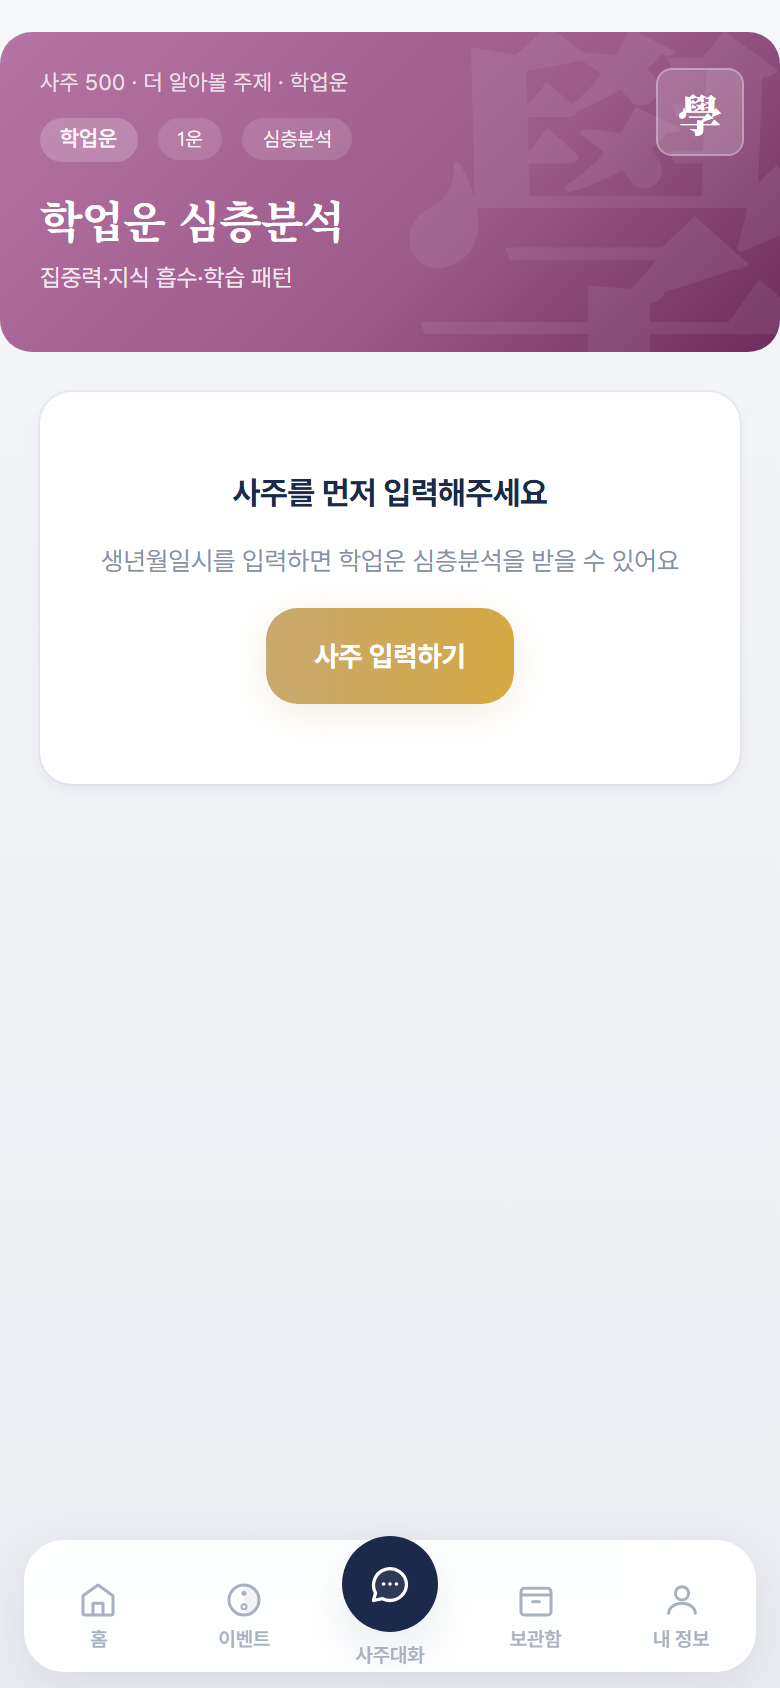 사주 500 · 더 알아볼 주제 · 학업운
學
학업운
1운
심층분석
학업운 심층분석
집중력·지식 흡수·학습 패턴
사주를 먼저 입력해주세요
생년월일시를 입력하면 학업운 심층분석을 받을 수 있어요
사주 입력하기
홈
이벤트
사주대화
보관함
내 정보